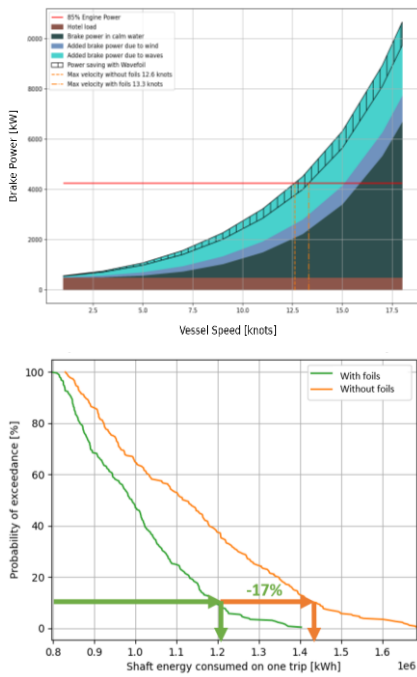 85% Engine Power
Hotel load
Brake power in calm water
Added brake power due to wind
Added brake power due to waves
Power saving with Wavefoil
Max velocity without foils 12.6 knots
Max velocity with foils 13.3 knots
0000
8000
6000
4000
2000
0
Brake Power [kW]
2.5 5.0 7.5 10.0 12.5 15.0 17.5
Vessel Speed [knots]
With foils
Without foils
100
80
60
40
20
0
Probability of exceedance [%]
-17%
0.8 0.9 1.0 1.1 1.2 1.3 1.4 1.5 1.6
1e6
Shaft energy consumed on one trip [kWh]